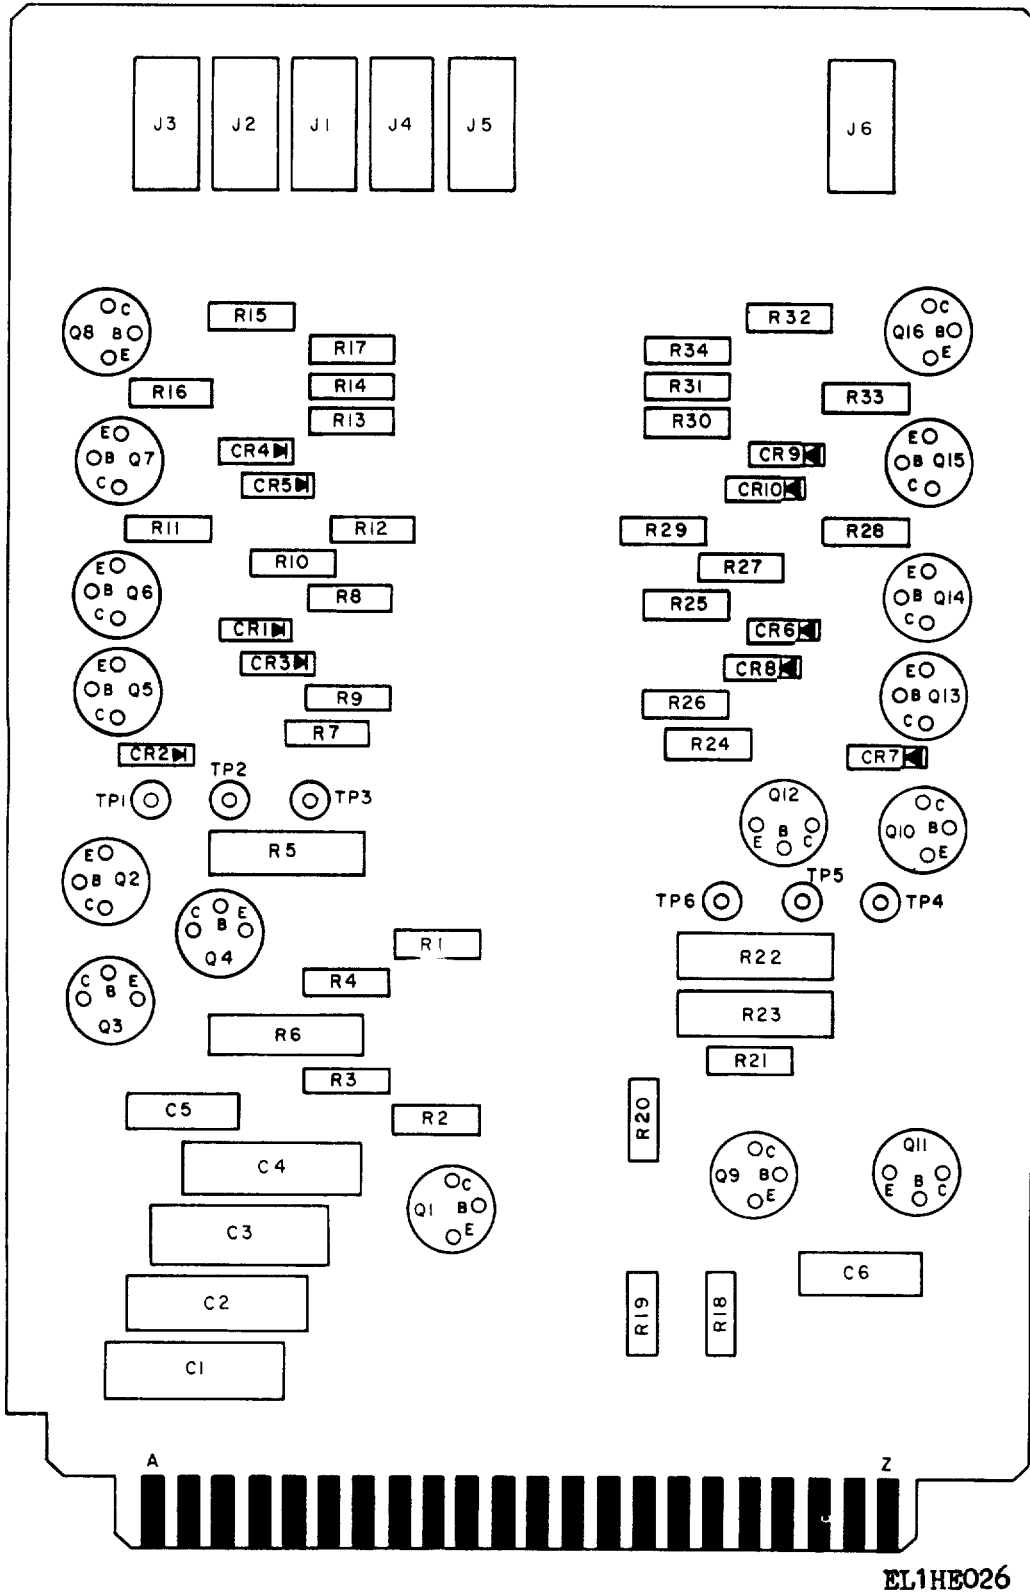 J3 J2 J1 J4 J5 J6
Q8 C B E R15 R32 Q16 C B E
R17 R34
R16 R14 R31 R33
R13 R30
E B C Q7 CR4 CR9 E B C Q15
CR5 CR10
R11 R12 R29 R28
R10 R27
E B C Q6 R8 R25 E B C Q14
CR1 CR6
CR3 CR8
E B C Q5 R9 R26 E B C Q13
R7 R24
CR2 CR7
TP1 TP2 TP3 Q12 E B C Q10 C B E
R5
E B C Q2 TP6 TP5 TP4
C B E Q4 R1 R22
R4
C B E Q3 R23
R6 R21
R3
C5 R2 R20
C4 Q9 C B E Q11 E B C
Q1 C B E
C3
C6
C2 R19 R18
C1
A Z
EL1HE026